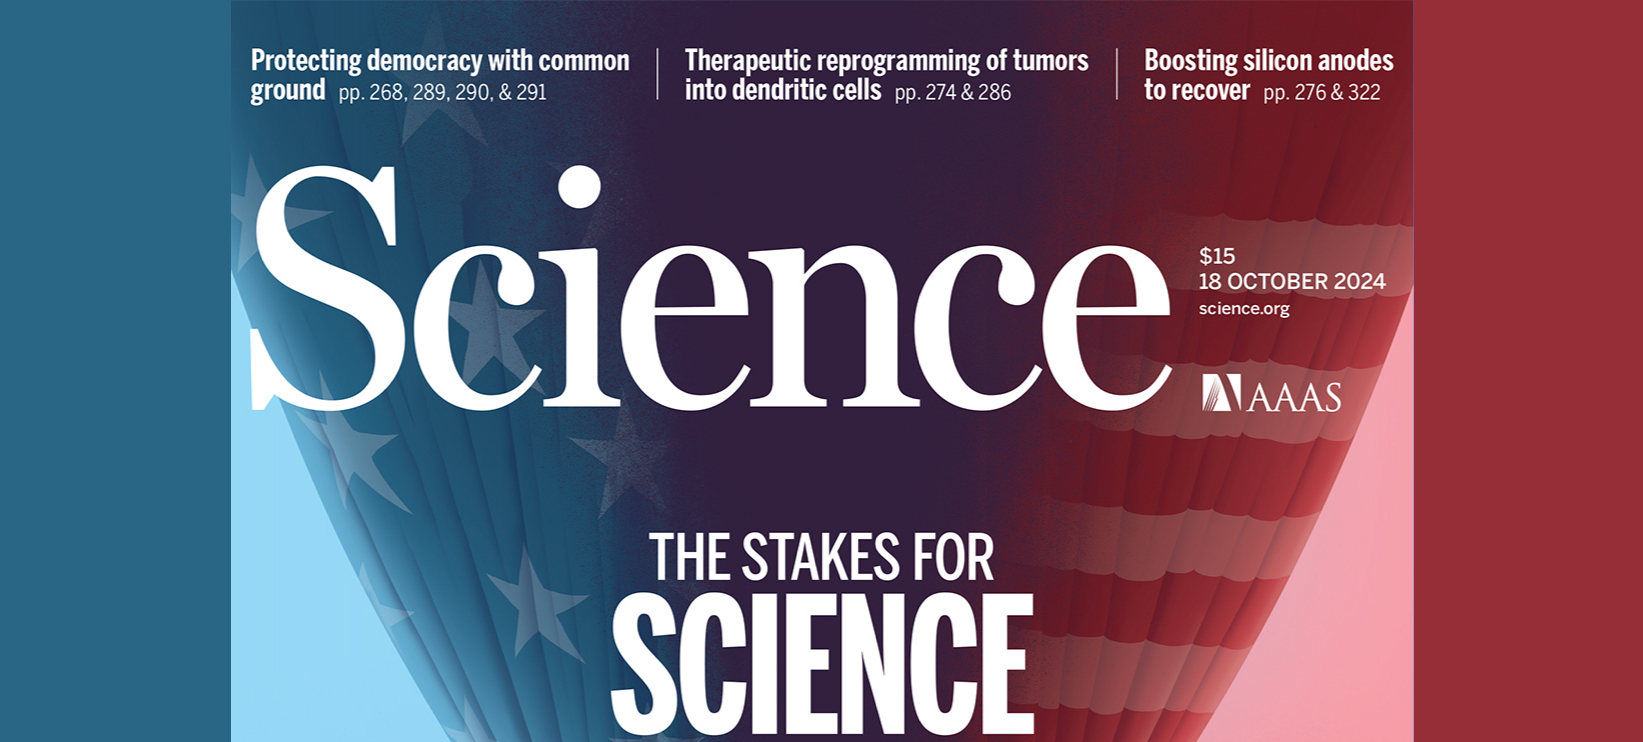 Protecting democracy with common
ground pp. 268, 289, 290, & 291
Therapeutic reprogramming of tumors
into dendritic cells pp. 274 & 286
Boosting silicon anodes
to recover pp. 276 & 322
Science
$15
18 OCTOBER 2024
science.org
AAAS
THE STAKES FOR
SCIENCE